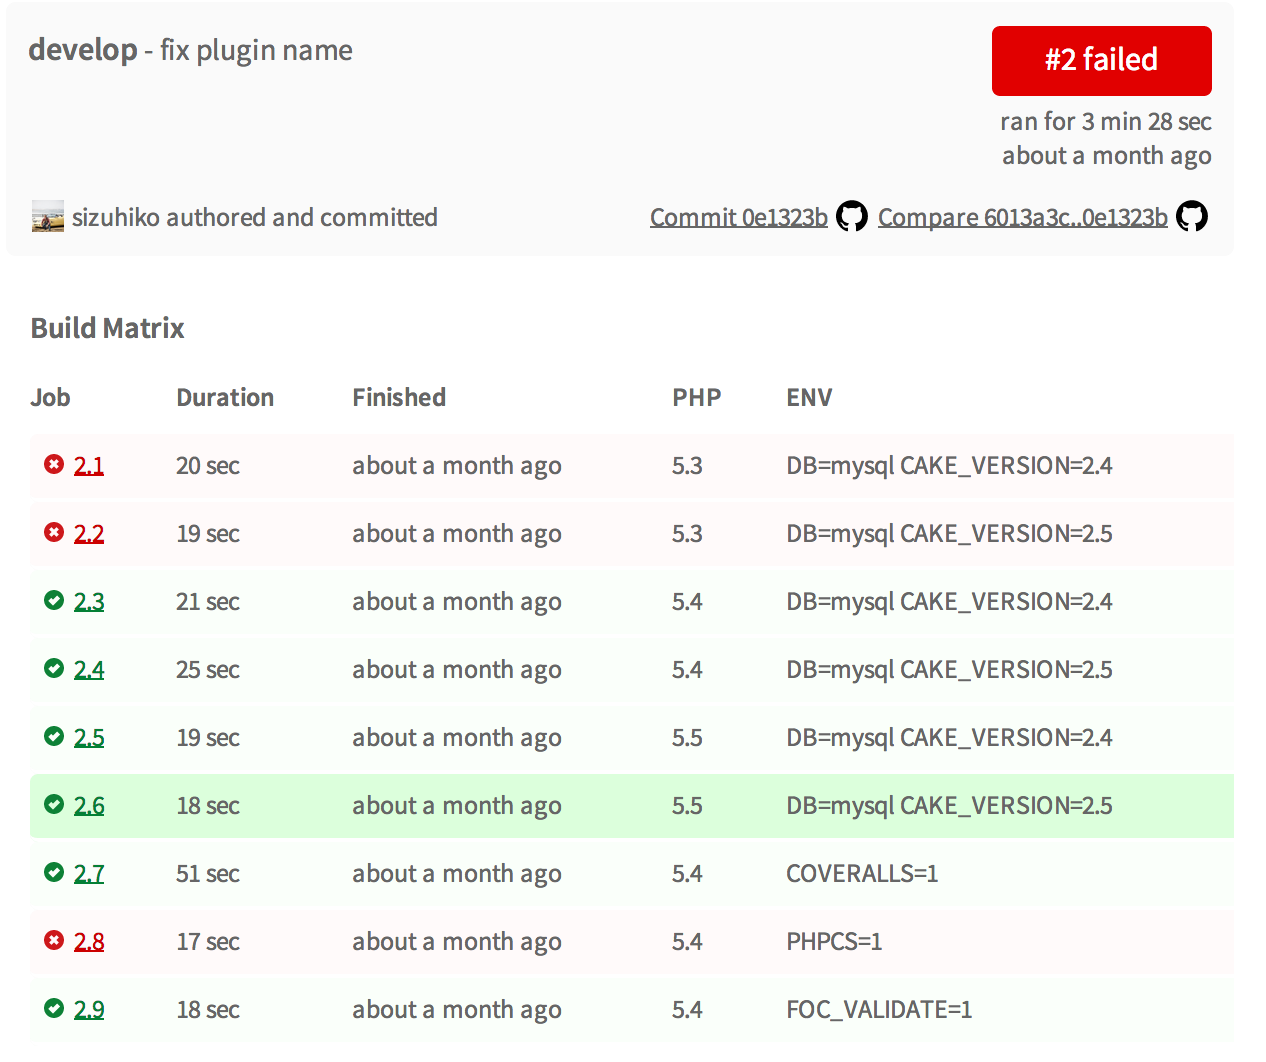 develop - fix plugin name
#2 failed
ran for 3 min 28 sec
about a month ago
sizuhiko authored and committed
Commit 0e1323b Compare 6013a3c..0e1323b
Build Matrix
Job Duration Finished PHP ENV
2.1 20 sec about a month ago 5.3 DB=mysql CAKE_VERSION=2.4
2.2 19 sec about a month ago 5.3 DB=mysql CAKE_VERSION=2.5
2.3 21 sec about a month ago 5.4 DB=mysql CAKE_VERSION=2.4
2.4 25 sec about a month ago 5.4 DB=mysql CAKE_VERSION=2.5
2.5 19 sec about a month ago 5.5 DB=mysql CAKE_VERSION=2.4
2.6 18 sec about a month ago 5.5 DB=mysql CAKE_VERSION=2.5
2.7 51 sec about a month ago 5.4 COVERALLS=1
2.8 17 sec about a month ago 5.4 PHPCS=1
2.9 18 sec about a month ago 5.4 FOC_VALIDATE=1